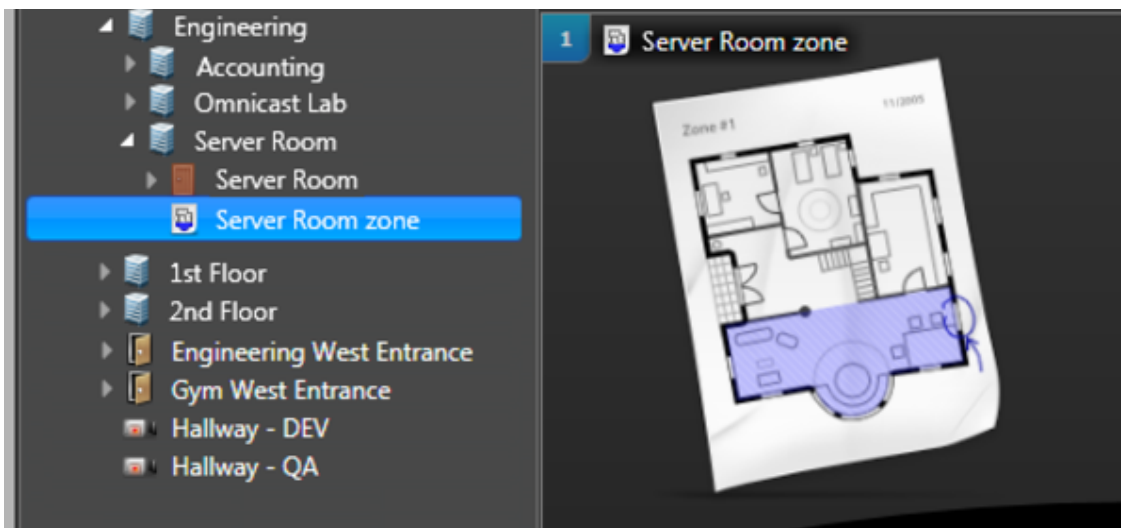 Engineering
Accounting
Omnicast Lab
Server Room
Server Room
Server Room zone
1st Floor
2nd Floor
Engineering West Entrance
Gym West Entrance
Hallway - DEV
Hallway - QA
1 Server Room zone
11/2005
Zone #1